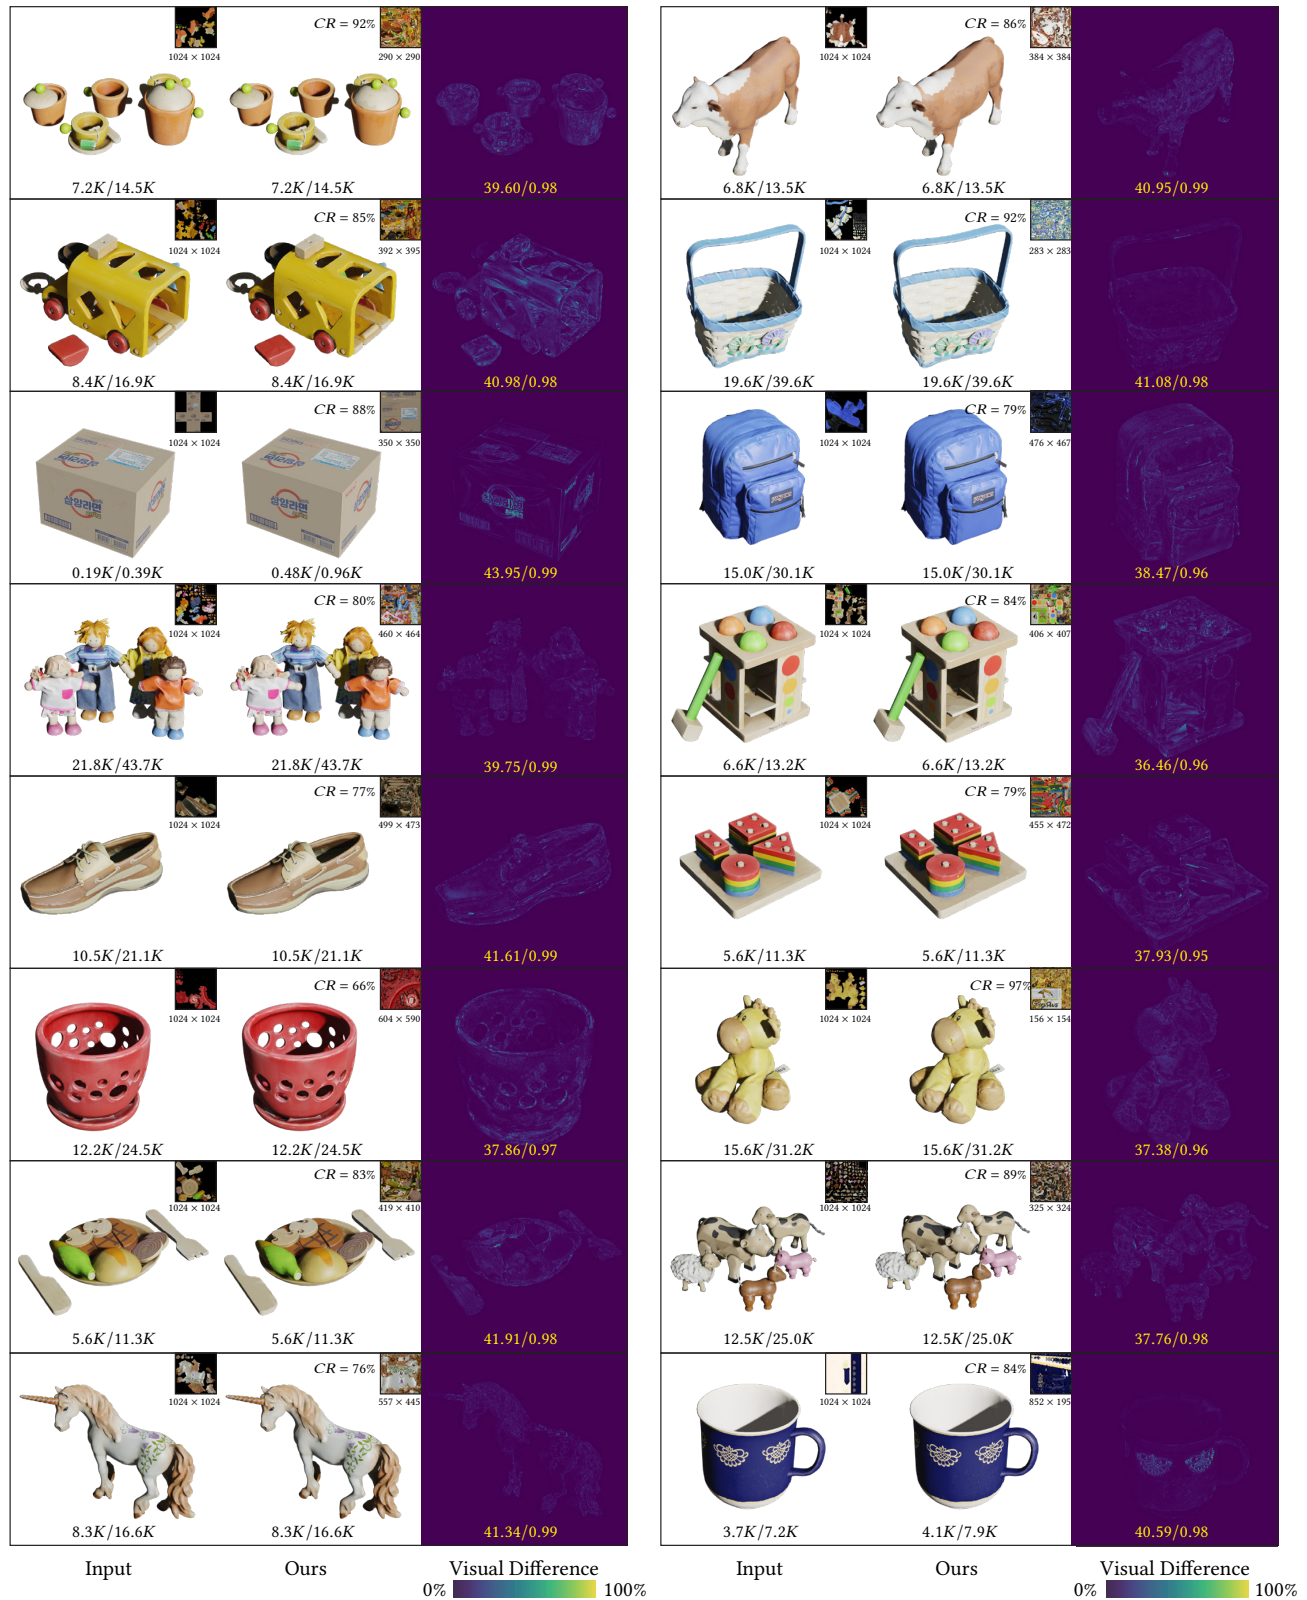 CR = 92%
1024 × 1024
290 × 290
7.2K/14.5K
7.2K/14.5K
39.60/0.98
CR = 86%
1024 × 1024
384 × 384
6.8K/13.5K
6.8K/13.5K
40.95/0.99
CR = 85%
1024 × 1024
392 × 395
8.4K/16.9K
8.4K/16.9K
40.98/0.98
CR = 92%
1024 × 1024
283 × 283
19.6K/39.6K
19.6K/39.6K
41.08/0.98
CR = 88%
1024 × 1024
350 × 350
삼양라면
삼양라면
0.19K/0.39K
0.48K/0.96K
43.95/0.99
CR = 79%
1024 × 1024
476 × 467
15.0K/30.1K
15.0K/30.1K
38.47/0.96
CR = 80%
1024 × 1024
460 × 464
21.8K/43.7K
21.8K/43.7K
39.75/0.99
CR = 84%
1024 × 1024
406 × 407
6.6K/13.2K
6.6K/13.2K
36.46/0.96
CR = 77%
1024 × 1024
499 × 473
10.5K/21.1K
10.5K/21.1K
41.61/0.99
CR = 79%
1024 × 1024
455 × 472
5.6K/11.3K
5.6K/11.3K
37.93/0.95
CR = 66%
1024 × 1024
604 × 590
12.2K/24.5K
12.2K/24.5K
37.86/0.97
CR = 97%
1024 × 1024
156 × 154
15.6K/31.2K
15.6K/31.2K
37.38/0.96
CR = 83%
1024 × 1024
419 × 410
5.6K/11.3K
5.6K/11.3K
41.91/0.98
CR = 89%
1024 × 1024
325 × 324
12.5K/25.0K
12.5K/25.0K
37.76/0.98
CR = 76%
1024 × 1024
557 × 445
8.3K/16.6K
8.3K/16.6K
41.34/0.99
CR = 84%
1024 × 1024
852 × 195
3.7K/7.2K
4.1K/7.9K
40.59/0.98
Input
Ours
Visual Difference
0%
100%
Input
Ours
Visual Difference
0%
100%